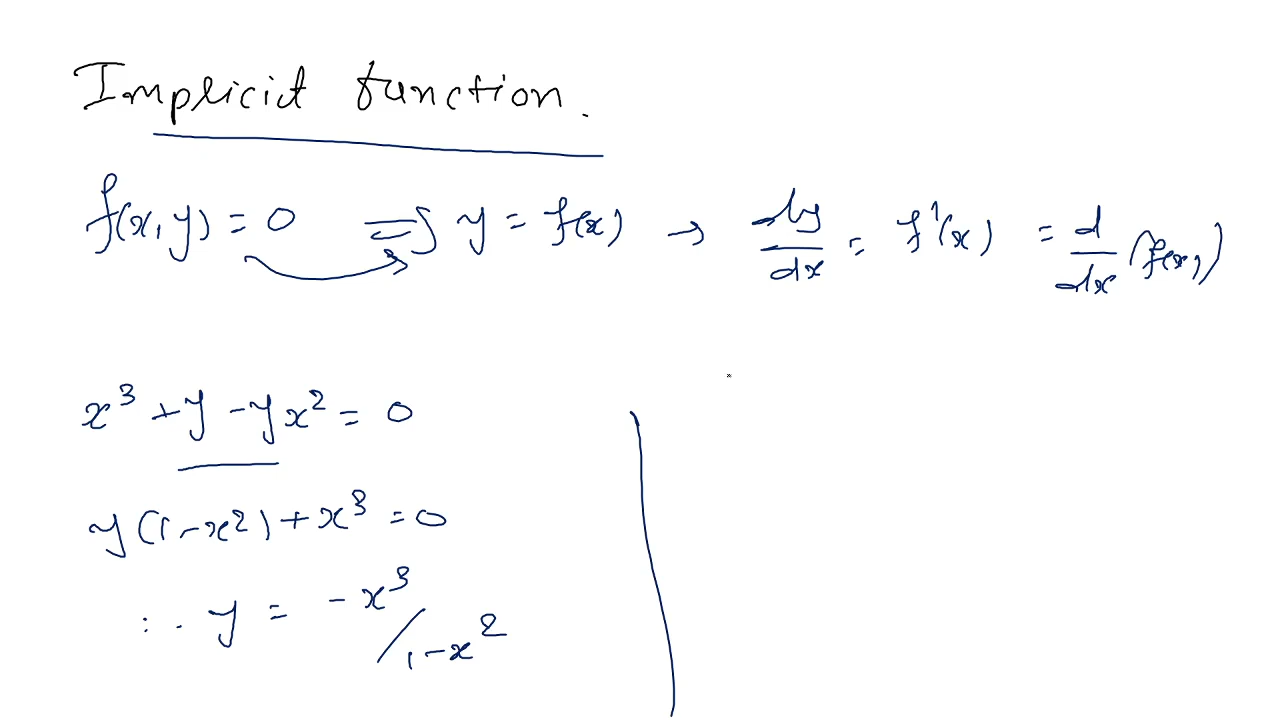 Implicit function.
f(x, y) = 0 ⇒ y = f(x) → dy/dx = f'(x) = d/dx (f(x))
x³ + y - yx² = 0
y(1-x²) + x³ = 0
∴ y = -x³/1-x²